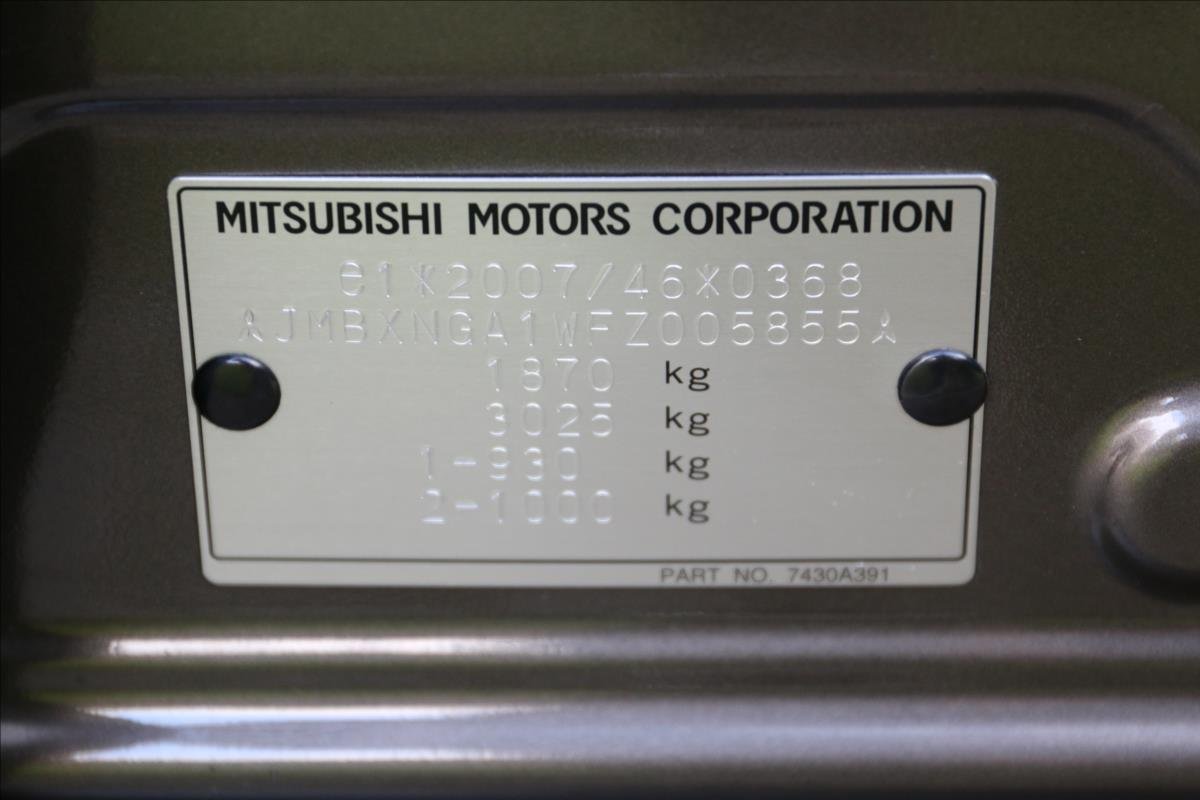 MITSUBISHI MOTORS CORPORATION
e1*2007/46*0368
JMBXNGA1WFZ005855
1870 kg
3025 kg
1-930 kg
2-1000 kg
PART NO. 7430A391